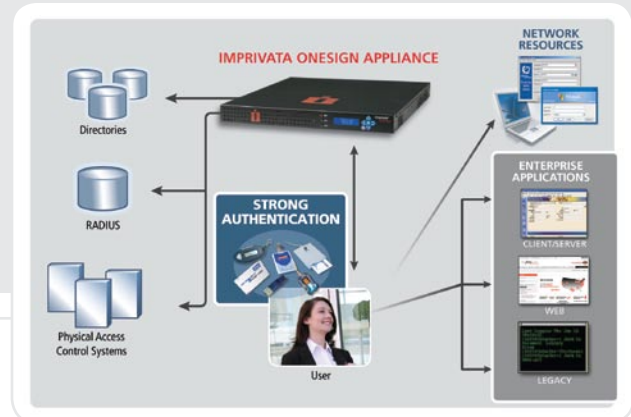 IMPRIVATA ONESIGN APPLIANCE
NETWORK
RESOURCES
Directories
RADIUS
Physical Access
Control Systems
STRONG
AUTHENTICATION
User
ENTERPRISE
APPLICATIONS
CLIENT/SERVER
WEB
LEGACY